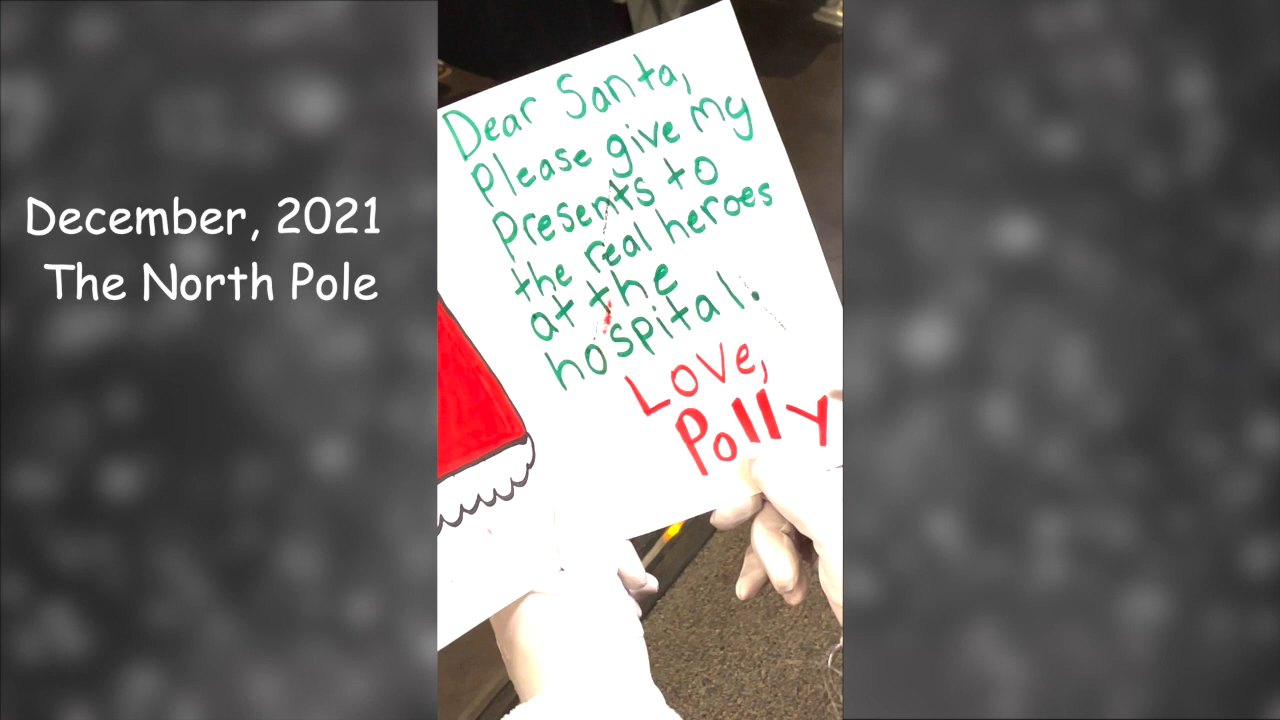 December, 2021
The North Pole
Dear Santa,
Please give My
Presents to
the real heroes
at the
hospital.
Love,
Polly